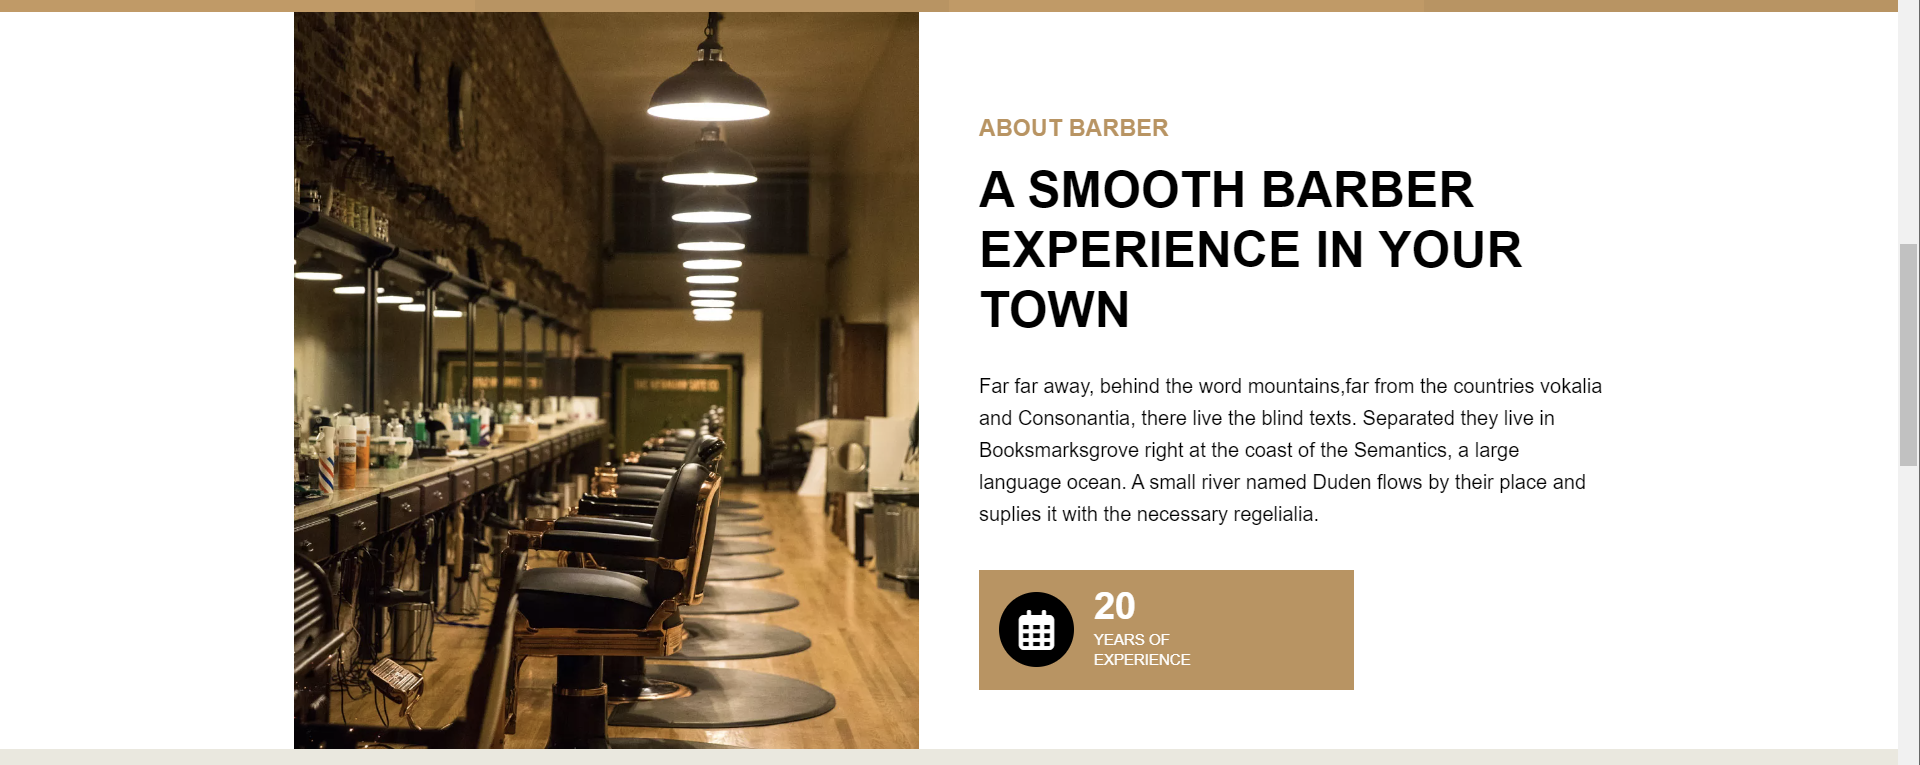 ABOUT BARBER
A SMOOTH BARBER
EXPERIENCE IN YOUR
TOWN
Far far away, behind the word mountains,far from the countries vokalia
and Consonantia, there live the blind texts. Separated they live in
Booksmarksgrove right at the coast of the Semantics, a large
language ocean. A small river named Duden flows by their place and
suplies it with the necessary regelialia.
20
YEARS OF
EXPERIENCE